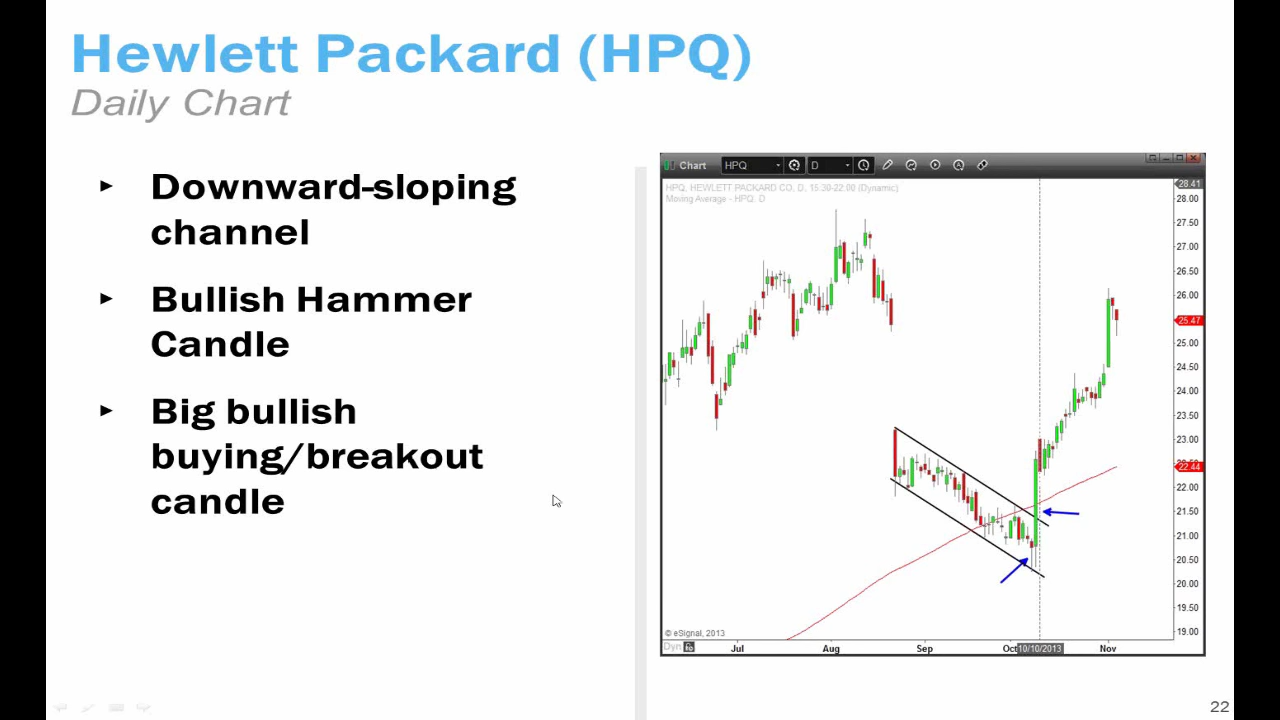 Hewlett Packard (HPQ)
Daily Chart
► Downward-sloping
channel
► Bullish Hammer
Candle
► Big bullish
buying/breakout
candle
Chart HPQ D
HPQ, HEWLETT PACKARD CO, D, 15:30-22:00 (Dynamic)
Moving Average - HPQ, D
28.41
28.00
27.50
27.00
26.50
26.00
25.47
25.00
24.50
24.00
23.50
23.00
22.44
22.00
21.50
21.00
20.50
20.00
19.50
19.00
© eSignal, 2013
Dyn
Jul Aug Sep Oct 10/10/2013 Nov
22